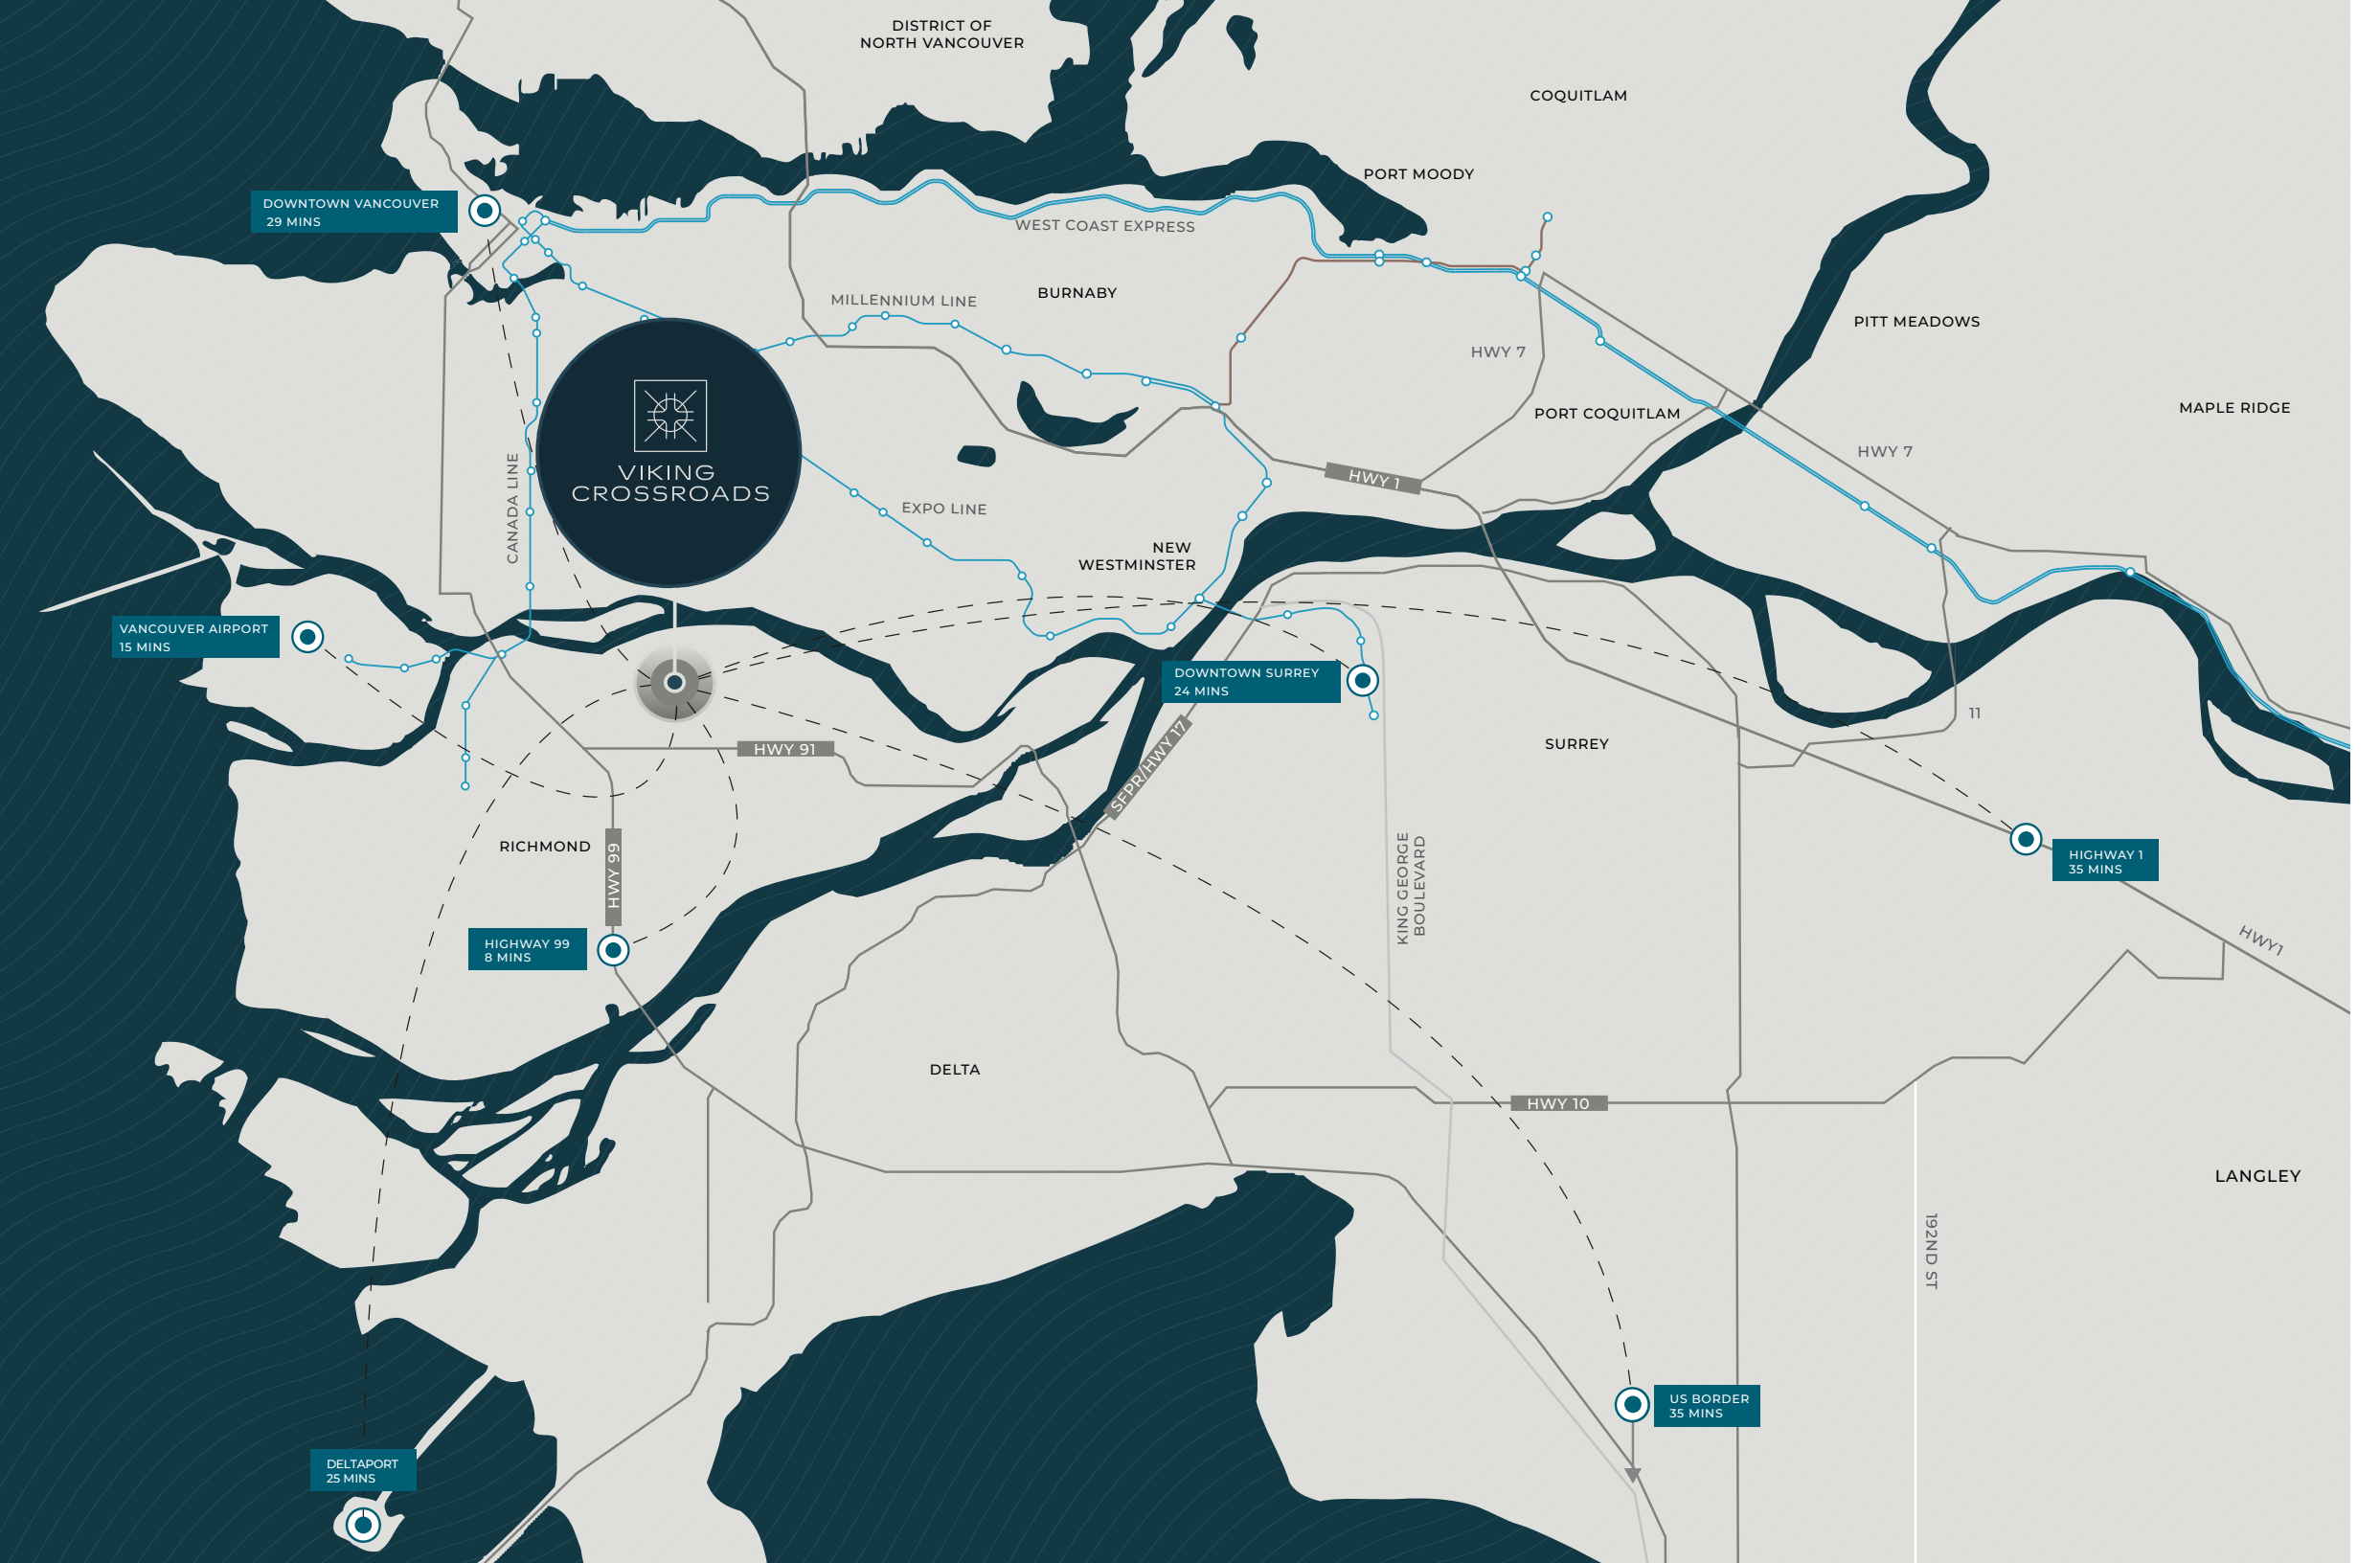 DISTRICT OF
NORTH VANCOUVER
COQUITLAM
PORT MOODY
DOWNTOWN VANCOUVER
29 MINS
WEST COAST EXPRESS
MILLENNIUM LINE
BURNABY
PITT MEADOWS
HWY 7
PORT COQUITLAM
MAPLE RIDGE
HWY 7
VIKING
CROSSROADS
HWY 1
CANADA LINE
EXPO LINE
NEW
WESTMINSTER
VANCOUVER AIRPORT
15 MINS
DOWNTOWN SURREY
24 MINS
11
HWY 91
SFPR/HWY 17
SURREY
RICHMOND
HWY 99
KING GEORGE
BOULEVARD
HIGHWAY 1
35 MINS
HIGHWAY 99
8 MINS
HWY1
DELTA
HWY 10
LANGLEY
192ND ST
US BORDER
35 MINS
DELTAPORT
25 MINS